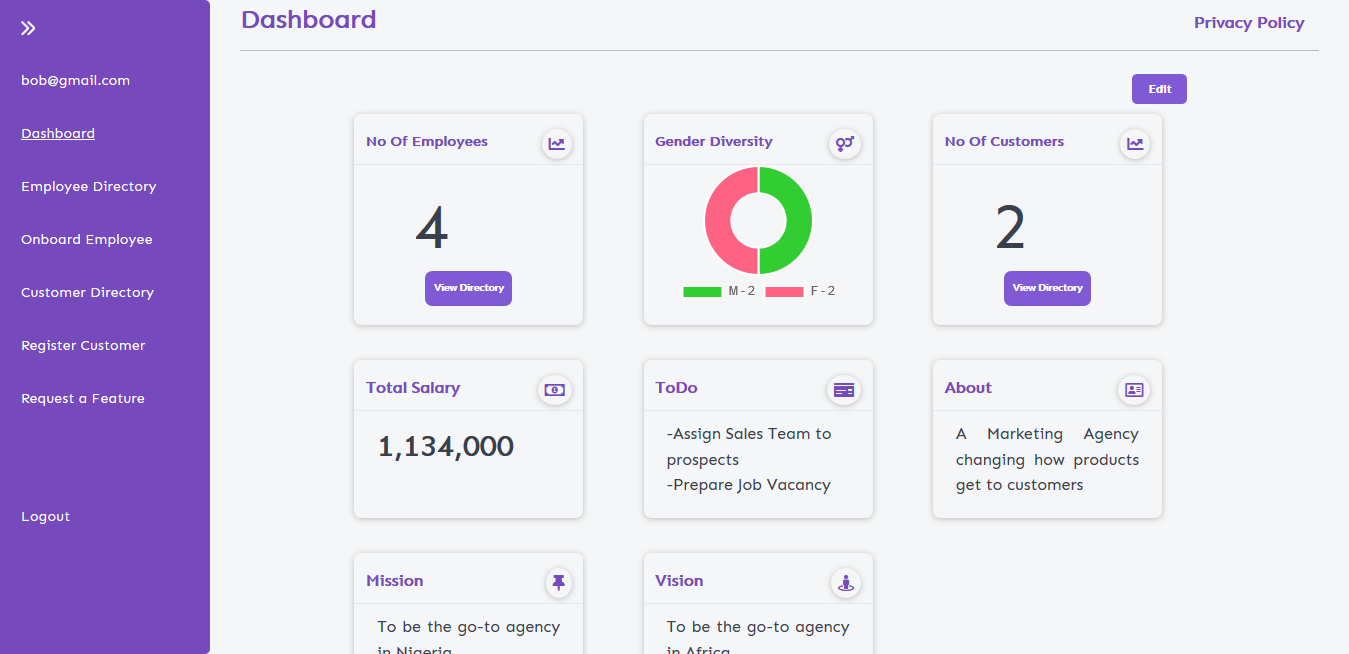 bob@gmail.com
Dashboard
Employee Directory
Onboard Employee
Customer Directory
Register Customer
Request a Feature
Logout
Dashboard
Privacy Policy
Edit
No Of Employees
4
View Directory
Gender Diversity
M - 2
F - 2
No Of Customers
2
View Directory
Total Salary
1,134,000
ToDo
-Assign Sales Team to
prospects
-Prepare Job Vacancy
About
A Marketing Agency
changing how products
get to customers
Mission
To be the go-to agency
in Nigeria
Vision
To be the go-to agency
in Africa